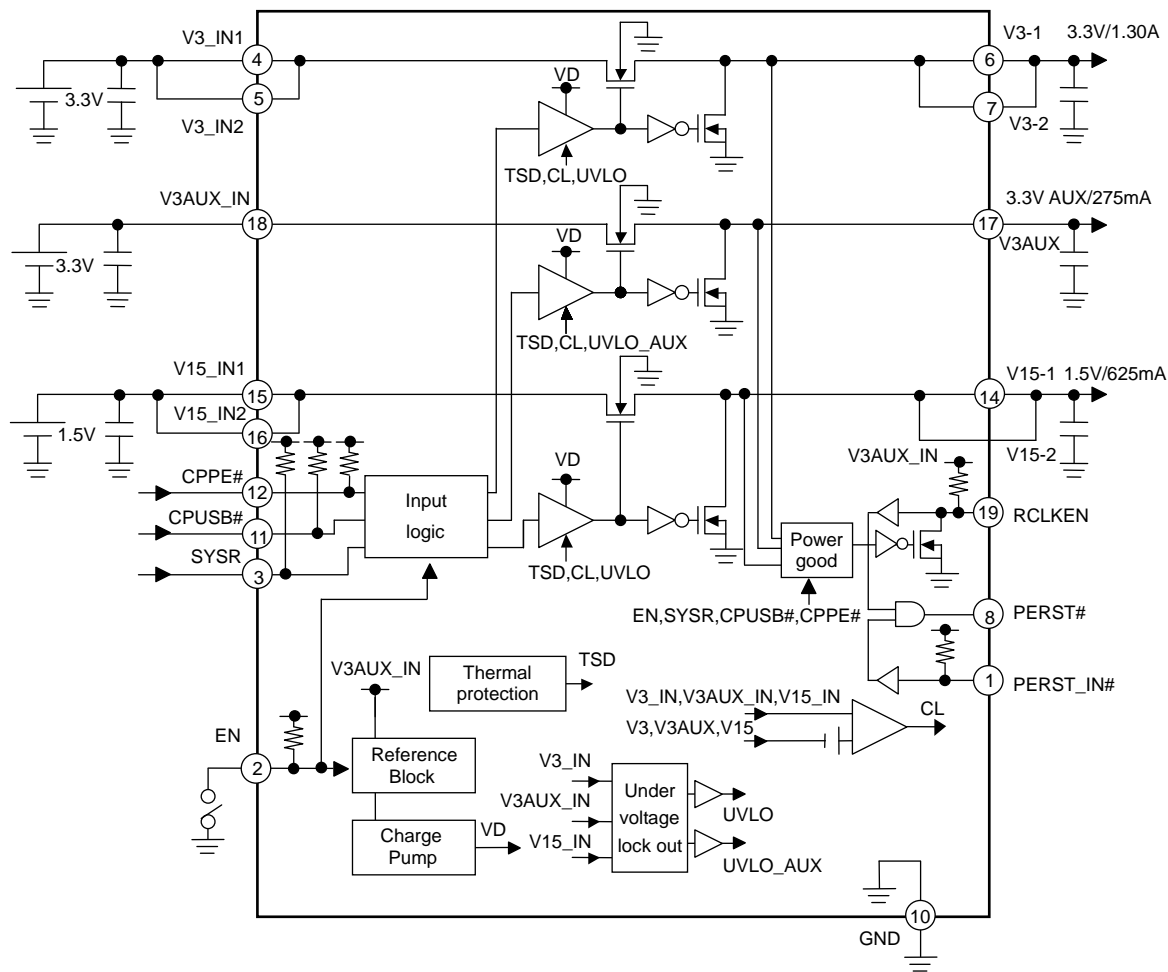 V3_IN1
4
V3-1
3.3V/1.30A
6
3.3V
5
VD
7
V3_IN2
V3-2
TSD,CL,UVLO
V3AUX_IN
3.3V AUX/275mA
18
17
V3AUX
VD
3.3V
TSD,CL,UVLO_AUX
V15_IN1
15
V15-1
1.5V/625mA
14
V15_IN2
1.5V
16
V15-2
V3AUX_IN
CPPE#
12
VD
Input
logic
19
RCLKEN
CPUSB#
11
Power
good
SYSR
3
TSD,CL,UVLO
EN,SYSR,CPUSB#,CPPE#
8
PERST#
V3AUX_IN
Thermal
protection
TSD
1
PERST_IN#
V3_IN,V3AUX_IN,V15_IN
CL
V3,V3AUX,V15
EN
2
Reference
Block
V3_IN
Under
voltage
lock out
V3AUX_IN
UVLO
Charge
Pump
VD
V15_IN
UVLO_AUX
10
GND